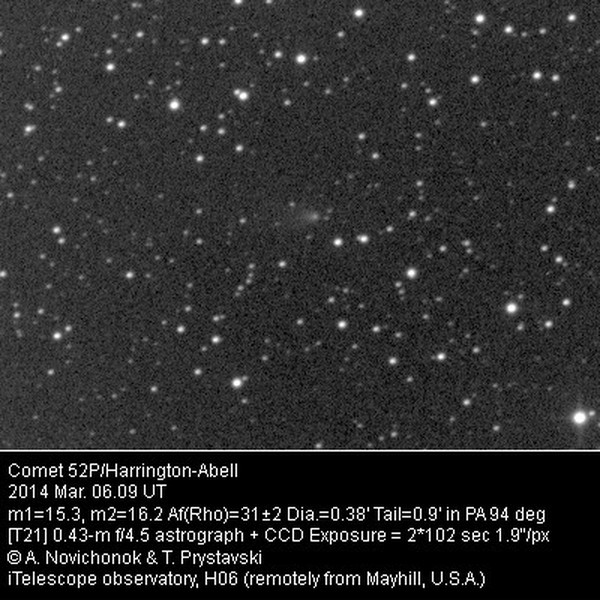 Comet 52P/Harrington-Abell
2014 Mar. 06.09 UT
m1=15.3, m2=16.2 Af(Rho)=31±2 Dia.=0.38' Tail=0.9' in PA 94 deg
[T21] 0.43-m f/4.5 astrograph + CCD Exposure = 2*102 sec 1.9"/px
© A. Novichonok & T. Prystavski
iTelescope observatory, H06 (remotely from Mayhill, U.S.A.)